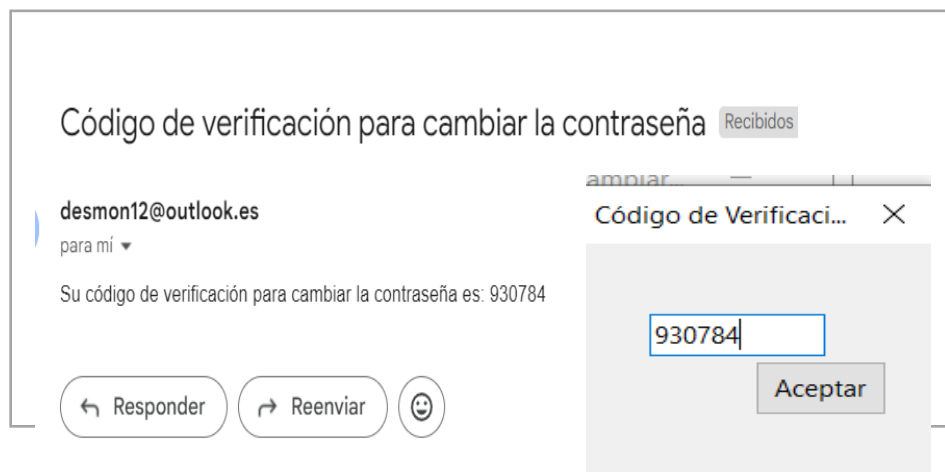 Código de verificación para cambiar la contraseña Recibidos
desmon12@outlook.es
para mí
Su código de verificación para cambiar la contraseña es: 930784
Responder
Reenviar
ambiar...
Código de Verificaci...
930784
Aceptar